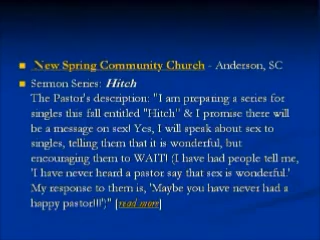 New Spring Community Church - Anderson, SC
Sermon Series: Hitch
The Pastor's description: "I am preparing a series for
singles this fall entitled "Hitch" & I promise there will
be a message on sex! Yes, I will speak about sex to
singles, telling them that it is wonderful, but
encouraging them to WAIT! (I have had people tell me,
'I have never heard a pastor say that sex is wonderful.'
My response to them is, 'Maybe you have never had a
happy pastor!!!')" [read more]